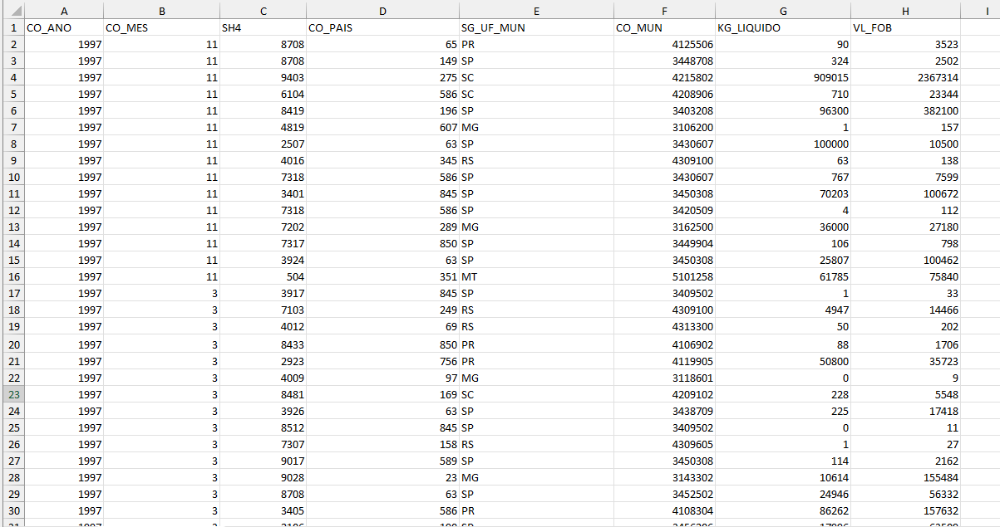 A B C D E F G H I
1 CO_ANO CO_MES SH4 CO_PAIS SG_UF_MUN CO_MUN KG_LIQUIDO VL_FOB
2 1997 11 8708 65 PR 4125506 90 3523
3 1997 11 8708 149 SP 3448708 324 2502
4 1997 11 9403 275 SC 4215802 909015 2367314
5 1997 11 6104 586 SC 4208906 710 23344
6 1997 11 8419 196 SP 3403208 96300 382100
7 1997 11 4819 607 MG 3106200 1 157
8 1997 11 2507 63 SP 3430607 100000 10500
9 1997 11 4016 345 RS 4309100 63 138
10 1997 11 7318 586 SP 3430607 767 7599
11 1997 11 3401 845 SP 3450308 70203 100672
12 1997 11 7318 586 SP 3420509 4 112
13 1997 11 7202 289 MG 3162500 36000 27180
14 1997 11 7317 850 SP 3449904 106 798
15 1997 11 3924 63 SP 3450308 25807 100462
16 1997 11 504 351 MT 5101258 61785 75840
17 1997 3 3917 845 SP 3409502 1 33
18 1997 3 7103 249 RS 4309100 4947 14466
19 1997 3 4012 69 RS 4313300 50 202
20 1997 3 8433 850 PR 4106902 88 1706
21 1997 3 2923 756 PR 4119905 50800 35723
22 1997 3 4009 97 MG 3118601 0 9
23 1997 3 8481 169 SC 4209102 228 5548
24 1997 3 3926 63 SP 3438709 225 17418
25 1997 3 8512 845 SP 3409502 0 11
26 1997 3 7307 158 RS 4309605 1 27
27 1997 3 9017 589 SP 3450308 114 2162
28 1997 3 9028 23 MG 3143302 10614 155484
29 1997 3 8708 63 SP 3452502 24946 56332
30 1997 3 3405 586 PR 4108304 86262 157632